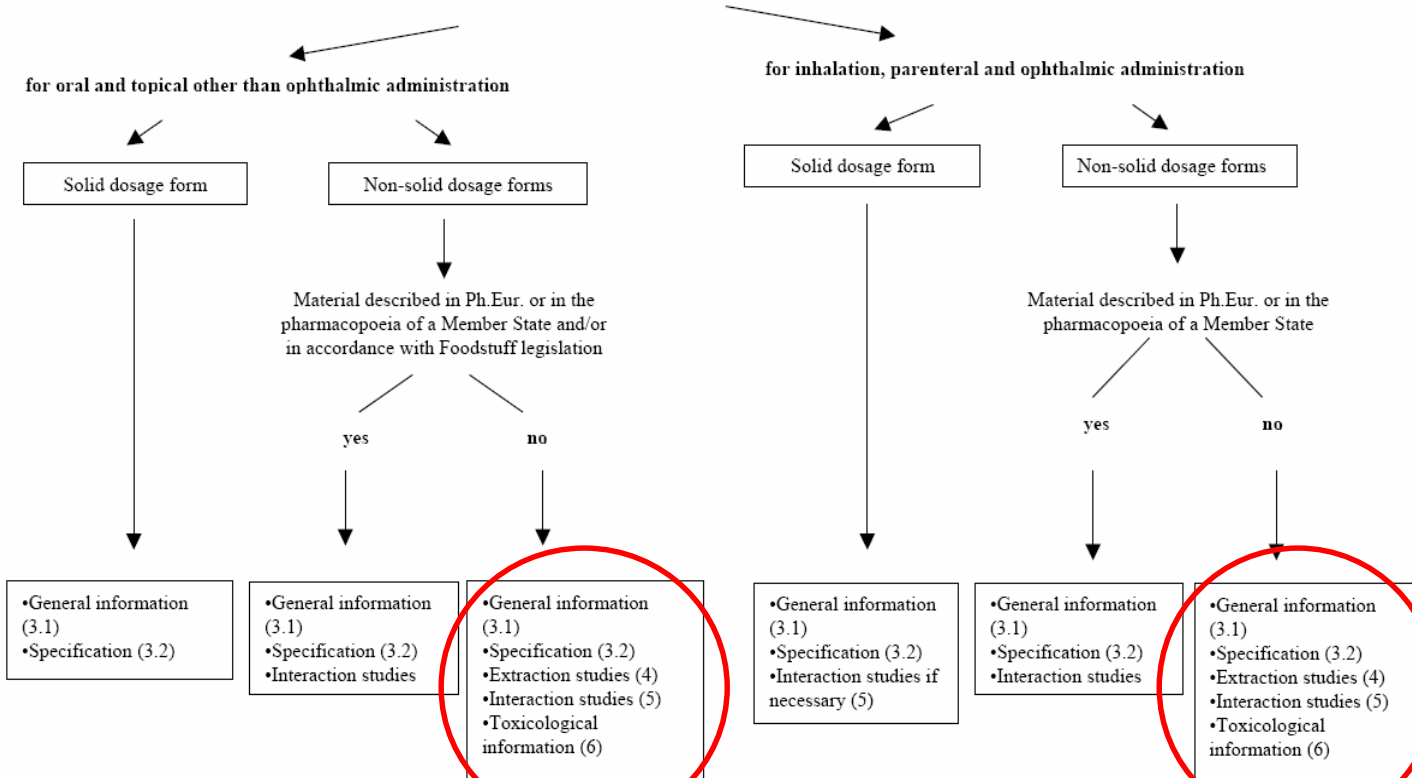 for oral and topical other than ophthalmic administration
for inhalation, parenteral and ophthalmic administration
Solid dosage form
Non-solid dosage forms
Solid dosage form
Non-solid dosage forms
Material described in Ph.Eur. or in the
pharmacopoeia of a Member State and/or
in accordance with Foodstuff legislation
Material described in Ph.Eur. or in the
pharmacopoeia of a Member State
yes
no
yes
no
•General information
(3.1)
•Specification (3.2)
•General information
(3.1)
•Specification (3.2)
•Interaction studies
•General information
(3.1)
•Specification (3.2)
•Extraction studies (4)
•Interaction studies (5)
•Toxicological
information (6)
•General information
(3.1)
•Specification (3.2)
•Interaction studies if
necessary (5)
•General information
(3.1)
•Specification (3.2)
•Interaction studies
•General information
(3.1)
•Specification (3.2)
•Extraction studies (4)
•Interaction studies (5)
•Toxicological
information (6)